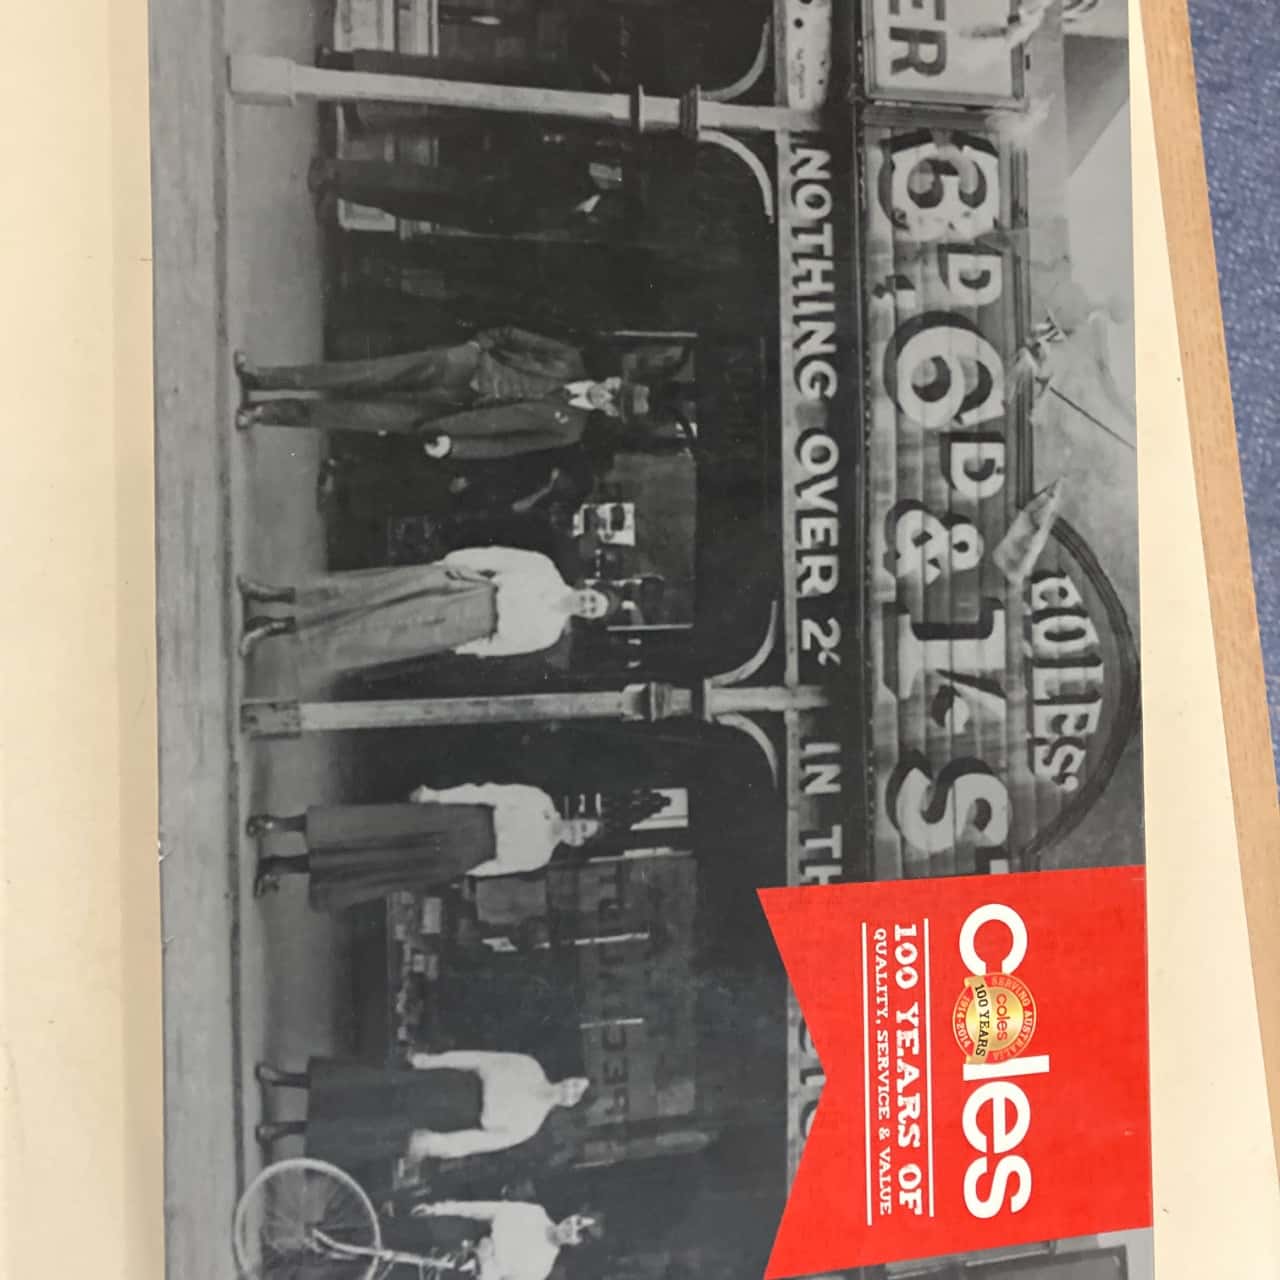 COLES'
ER
3D, 6D & 1/- S
NOTHING OVER 2/- IN TH
coles
SERVING AUSTRALIA
coles
100 YEARS
1914-2014
100 YEARS OF
QUALITY, SERVICE & VALUE